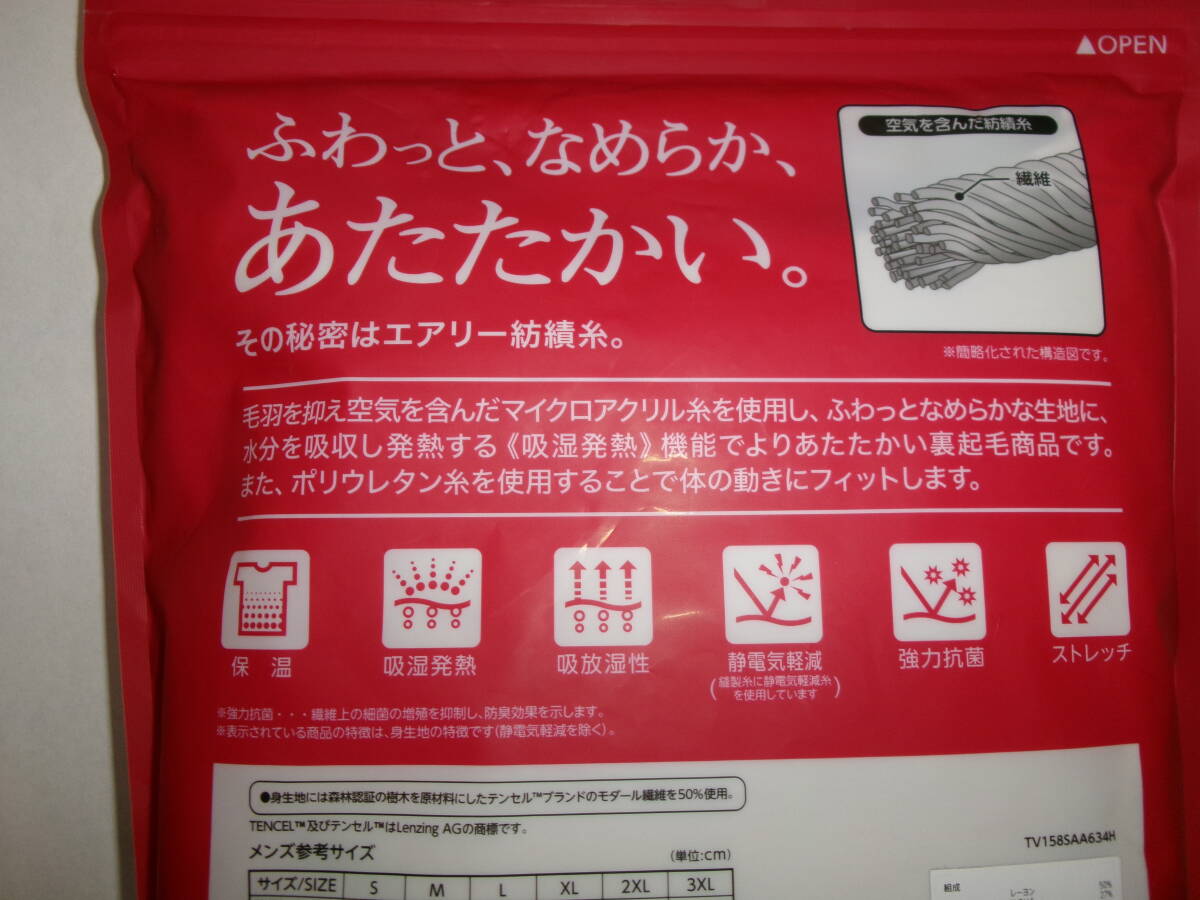 ▲OPEN
ふわっと、なめらか、
あたたかい。
その秘密はエアリー紡績糸。
空気を含んだ紡績糸
繊維
※簡略化された構造図です。
毛羽を抑え空気を含んだマイクロアクリル糸を使用し、ふわっとなめらかな生地に、
水分を吸収し発熱する《吸湿発熱》機能でよりあたたかい裏起毛商品です。
また、ポリウレタン糸を使用することで体の動きにフィットします。
保温
吸湿発熱
吸放湿性
静電気軽減
(縫製糸に静電気軽減糸
を使用しています)
強力抗菌
ストレッチ
※強力抗菌・・・繊維上の細菌の増殖を抑制し、防臭効果を示します。
※表示されている商品の特徴は、身生地の特徴です(静電気軽減を除く)。
●身生地には森林認証の樹木を原材料にしたテンセル™ブランドのモダール繊維を50%使用。
TENCEL™及びテンセル™はLenzing AGの商標です。
TV158SAA634H
メンズ参考サイズ
(単位:cm)
サイズ/SIZE S M L XL 2XL 3XL
組成 レーヨン 50%